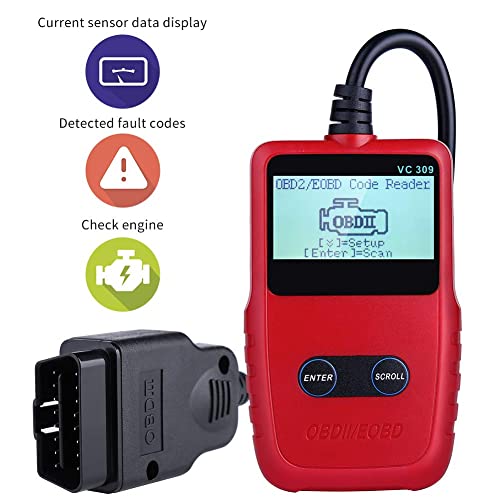 Current sensor data display
Detected fault codes
Check engine
VC 309
OBD2/EOBD Code Reader
OBDII
[⩔]=Setup
[Enter]=Scan
ENTER
SCROLL
OBDII/EOBD
OBDII